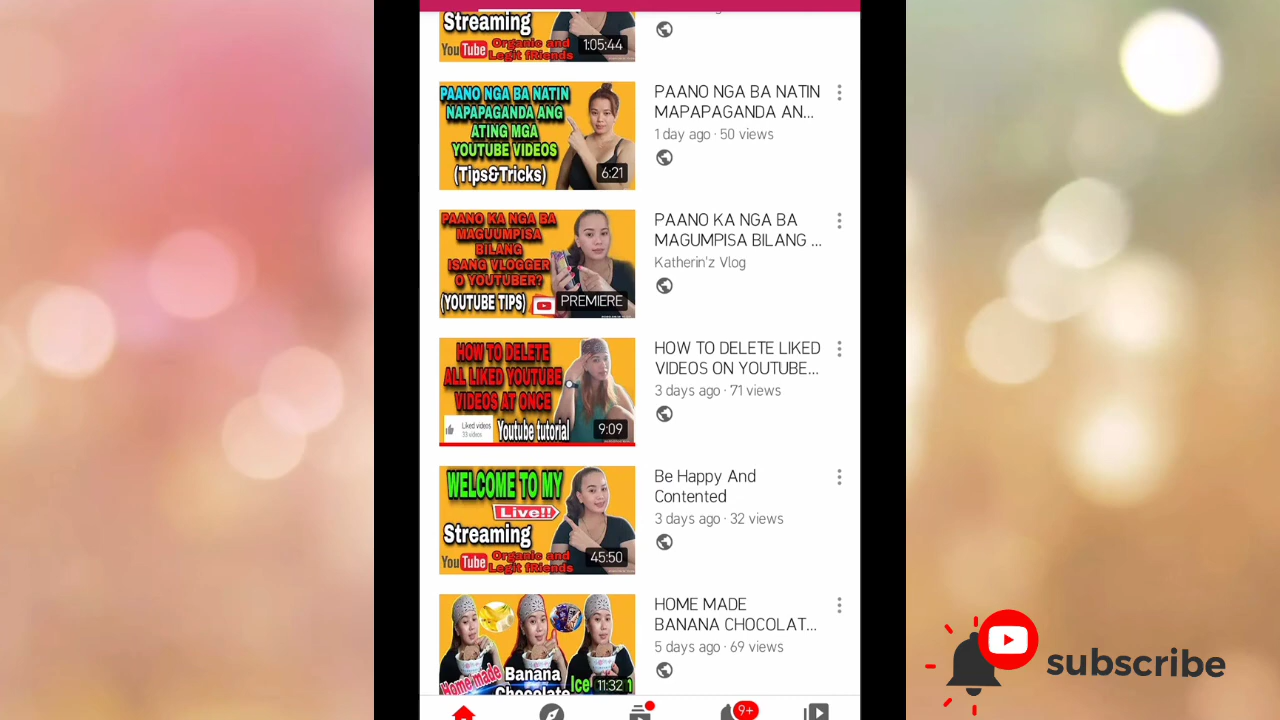 Streaming
YouTube Organic and
Legit fRiends
1:05:44
PAANO NGA BA NATIN
NAPAPAGANDA ANG
ATING MGA
YOUTUBE VIDEOS
(Tips&Tricks)
6:21
PAANO NGA BA NATIN
MAPAPAGANDA AN...
1 day ago · 50 views
PAANO KA NGA BA
MAGUUMPISA
BILANG
ISANG VLOGGER
O YOUTUBER?
(YOUTUBE TIPS)
PREMIERE
PAANO KA NGA BA
MAGUMPISA BILANG ...
Katherin'z Vlog
HOW TO DELETE
ALL LIKED YOUTUBE
VIDEOS AT ONCE
Liked videos
Youtube tutorial
9:09
HOW TO DELETE LIKED
VIDEOS ON YOUTUBE...
3 days ago · 71 views
WELCOME TO MY
Live!!
Streaming
YouTube Organic and
Legit fRiends
45:50
Be Happy And
Contented
3 days ago · 32 views
Home made
Banana
Chocolate
11:32
HOME MADE
BANANA CHOCOLAT...
5 days ago · 69 views
9+
subscribe